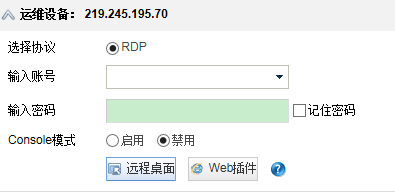 运维设备： 219.245.195.70
选择协议 RDP
输入账号
输入密码 记住密码
Console模式 启用 禁用
远程桌面 Web插件 ?